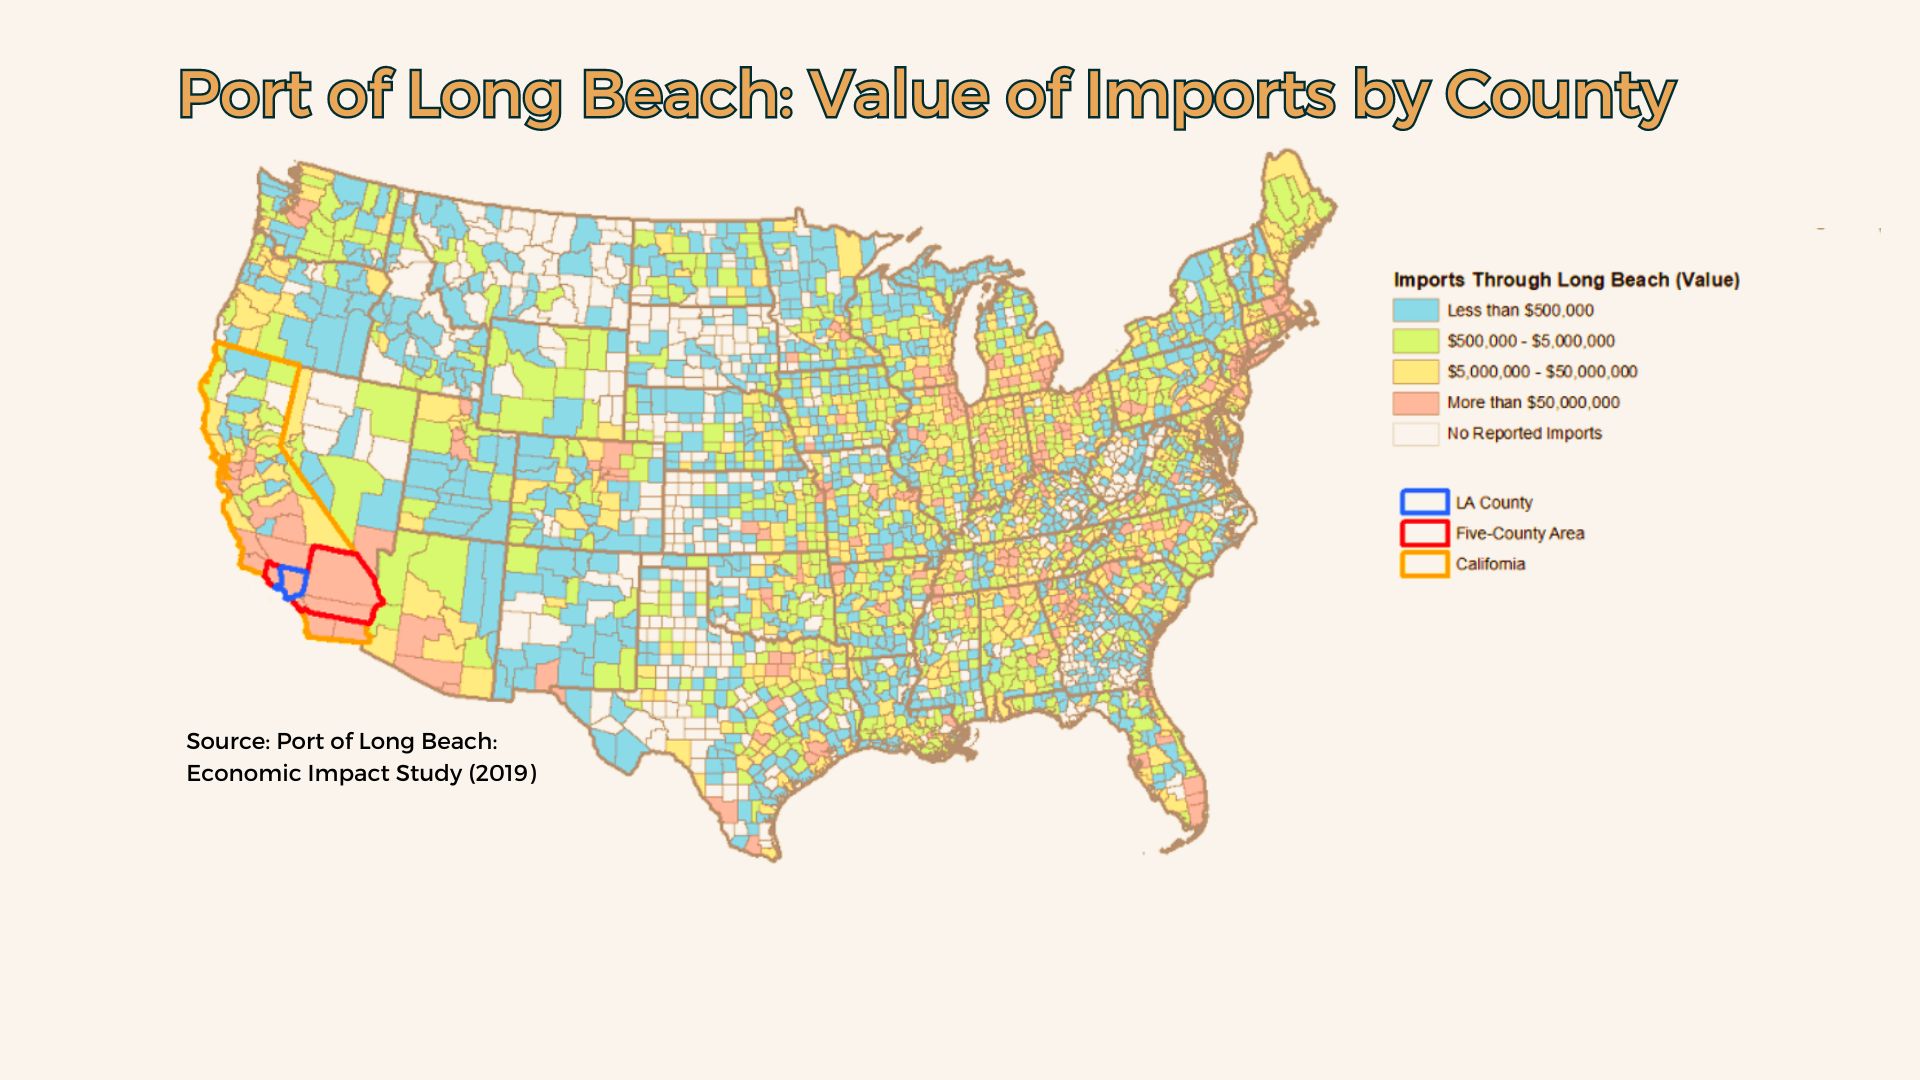 Port of Long Beach: Value of Imports by County
Imports Through Long Beach (Value)
Less than $500,000
$500,000 - $5,000,000
$5,000,000 - $50,000,000
More than $50,000,000
No Reported Imports
LA County
Five-County Area
California
Source: Port of Long Beach:
Economic Impact Study (2019)